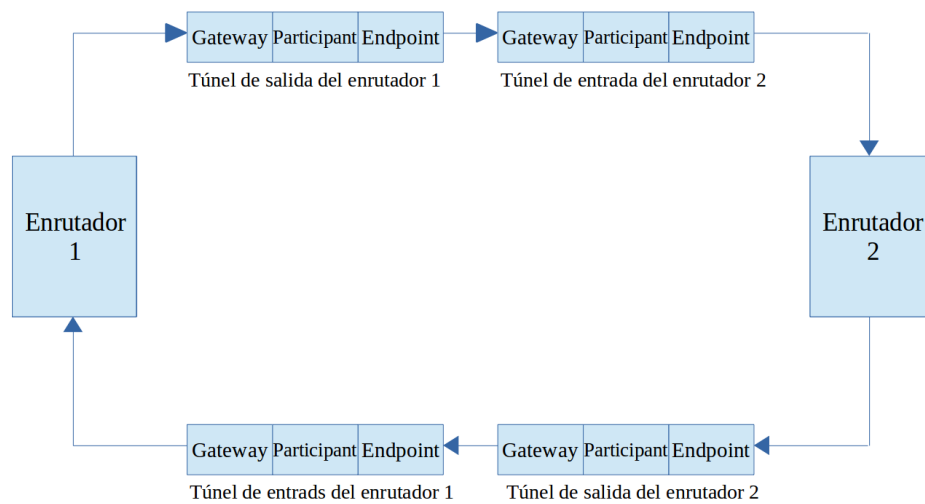 Gateway Participant Endpoint Gateway Participant Endpoint
Túnel de salida del enrutador 1 Túnel de entrada del enrutador 2
Enrutador
1
Enrutador
2
Gateway Participant Endpoint Gateway Participant Endpoint
Túnel de entrads del enrutador 1 Túnel de salida del enrutador 2